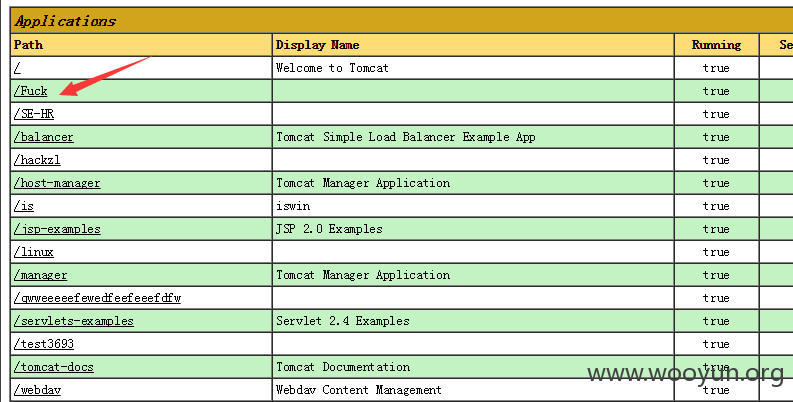 Applications
Path Display Name Running Se
/ Welcome to Tomcat true
/Fuck true
/SE-HR true
/balancer Tomcat Simple Load Balancer Example App true
/hackzl true
/host-manager Tomcat Manager Application true
/is iswin true
/jsp-examples JSP 2.0 Examples true
/linux true
/manager Tomcat Manager Application true
/qwweeeeefewedfeefeeefdfw true
/servlets-examples Servlet 2.4 Examples true
/test3693 true
/tomcat-docs Tomcat Documentation true
/webdav Webdav Content Management true
www.wooyun.org